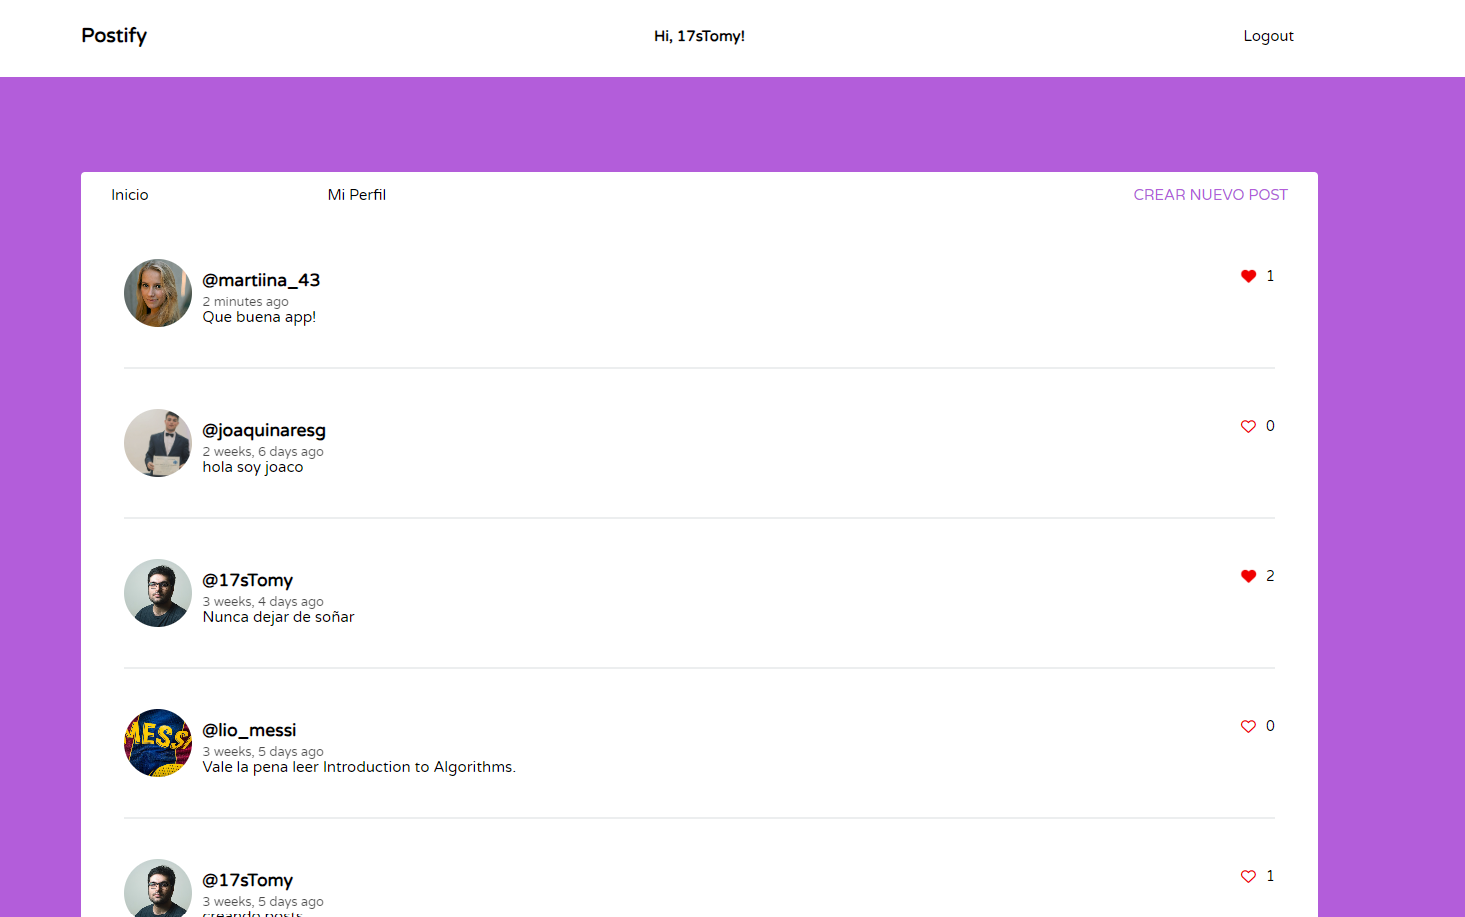 Postify
Hi, 17sTomy!
Logout
Inicio
Mi Perfil
CREAR NUEVO POST
@martiina_43
1
2 minutes ago
Que buena app!
@joaquinaresg
0
2 weeks, 6 days ago
hola soy joaco
@17sTomy
2
3 weeks, 4 days ago
Nunca dejar de soñar
MESSI
@lio_messi
0
3 weeks, 5 days ago
Vale la pena leer Introduction to Algorithms.
@17sTomy
1
3 weeks, 5 days ago
creando posts